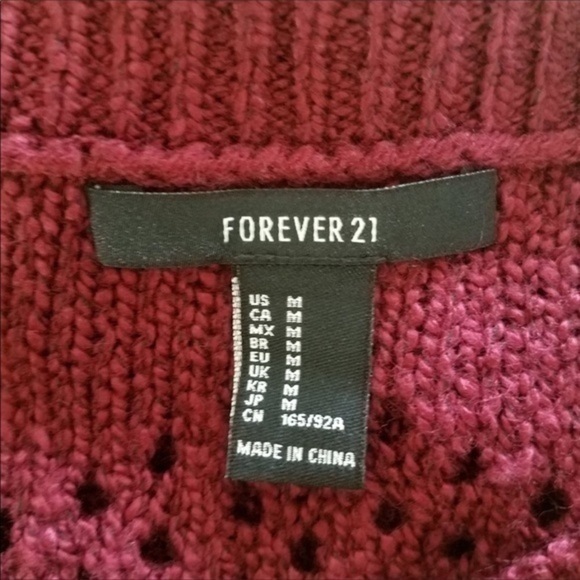 FOREVER 21
US M
CA M
MX M
BR M
EU M
UK M
KR M
JP M
CN 165/92A
MADE IN CHINA